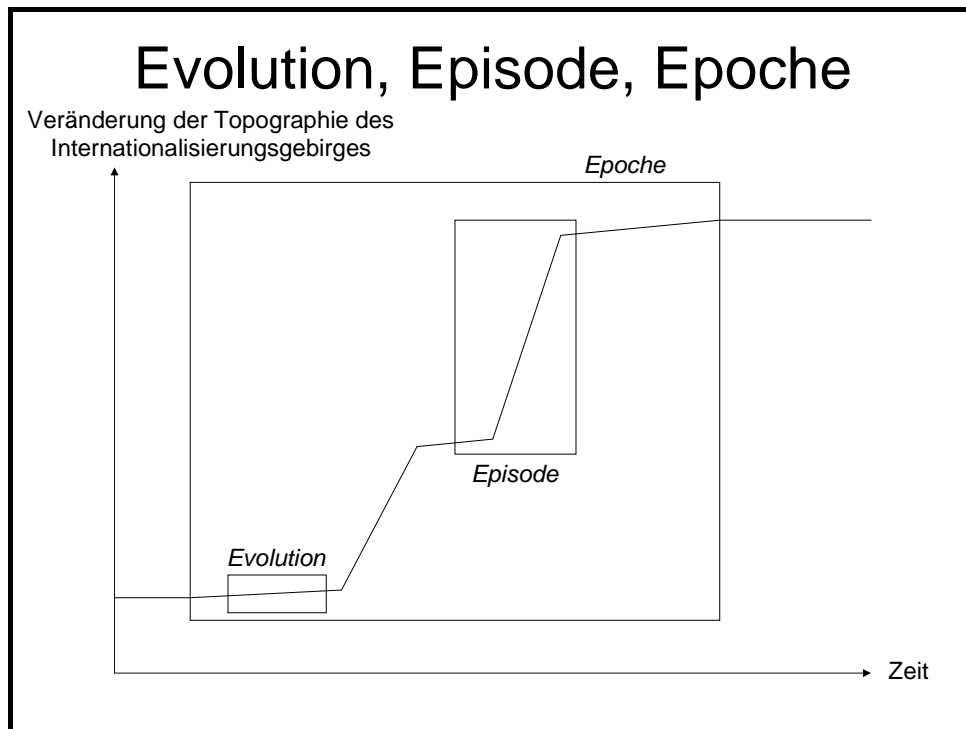 Evolution, Episode, Epoche
Veränderung der Topographie des
Internationalisierungsgebirges
Epoche
Episode
Evolution
Zeit